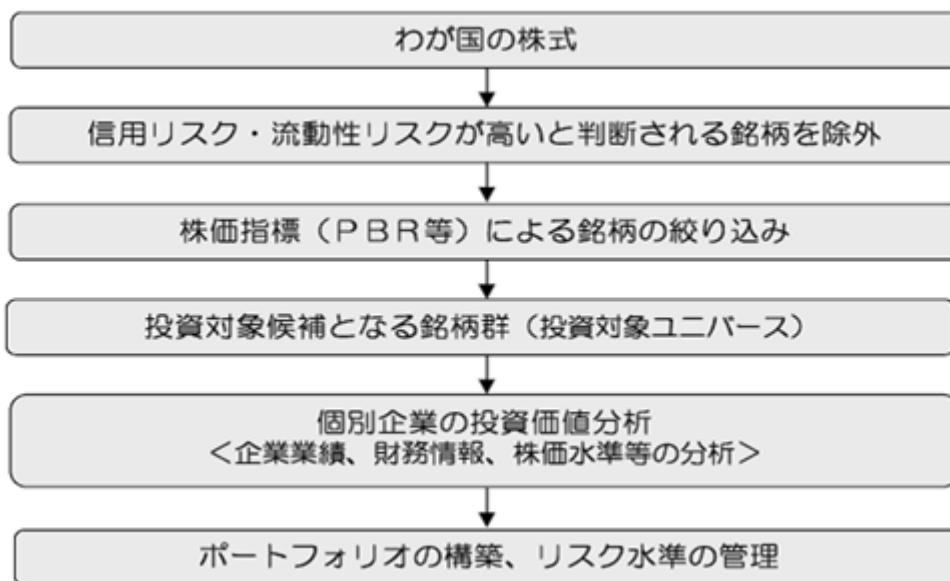 わが国の株式
信用リスク・流動性リスクが高いと判断される銘柄を除外
株価指標（ＰＢＲ等）による銘柄の絞り込み
投資対象候補となる銘柄群（投資対象ユニバース）
個別企業の投資価値分析
＜企業業績、財務情報、株価水準等の分析＞
ポートフォリオの構築、リスク水準の管理